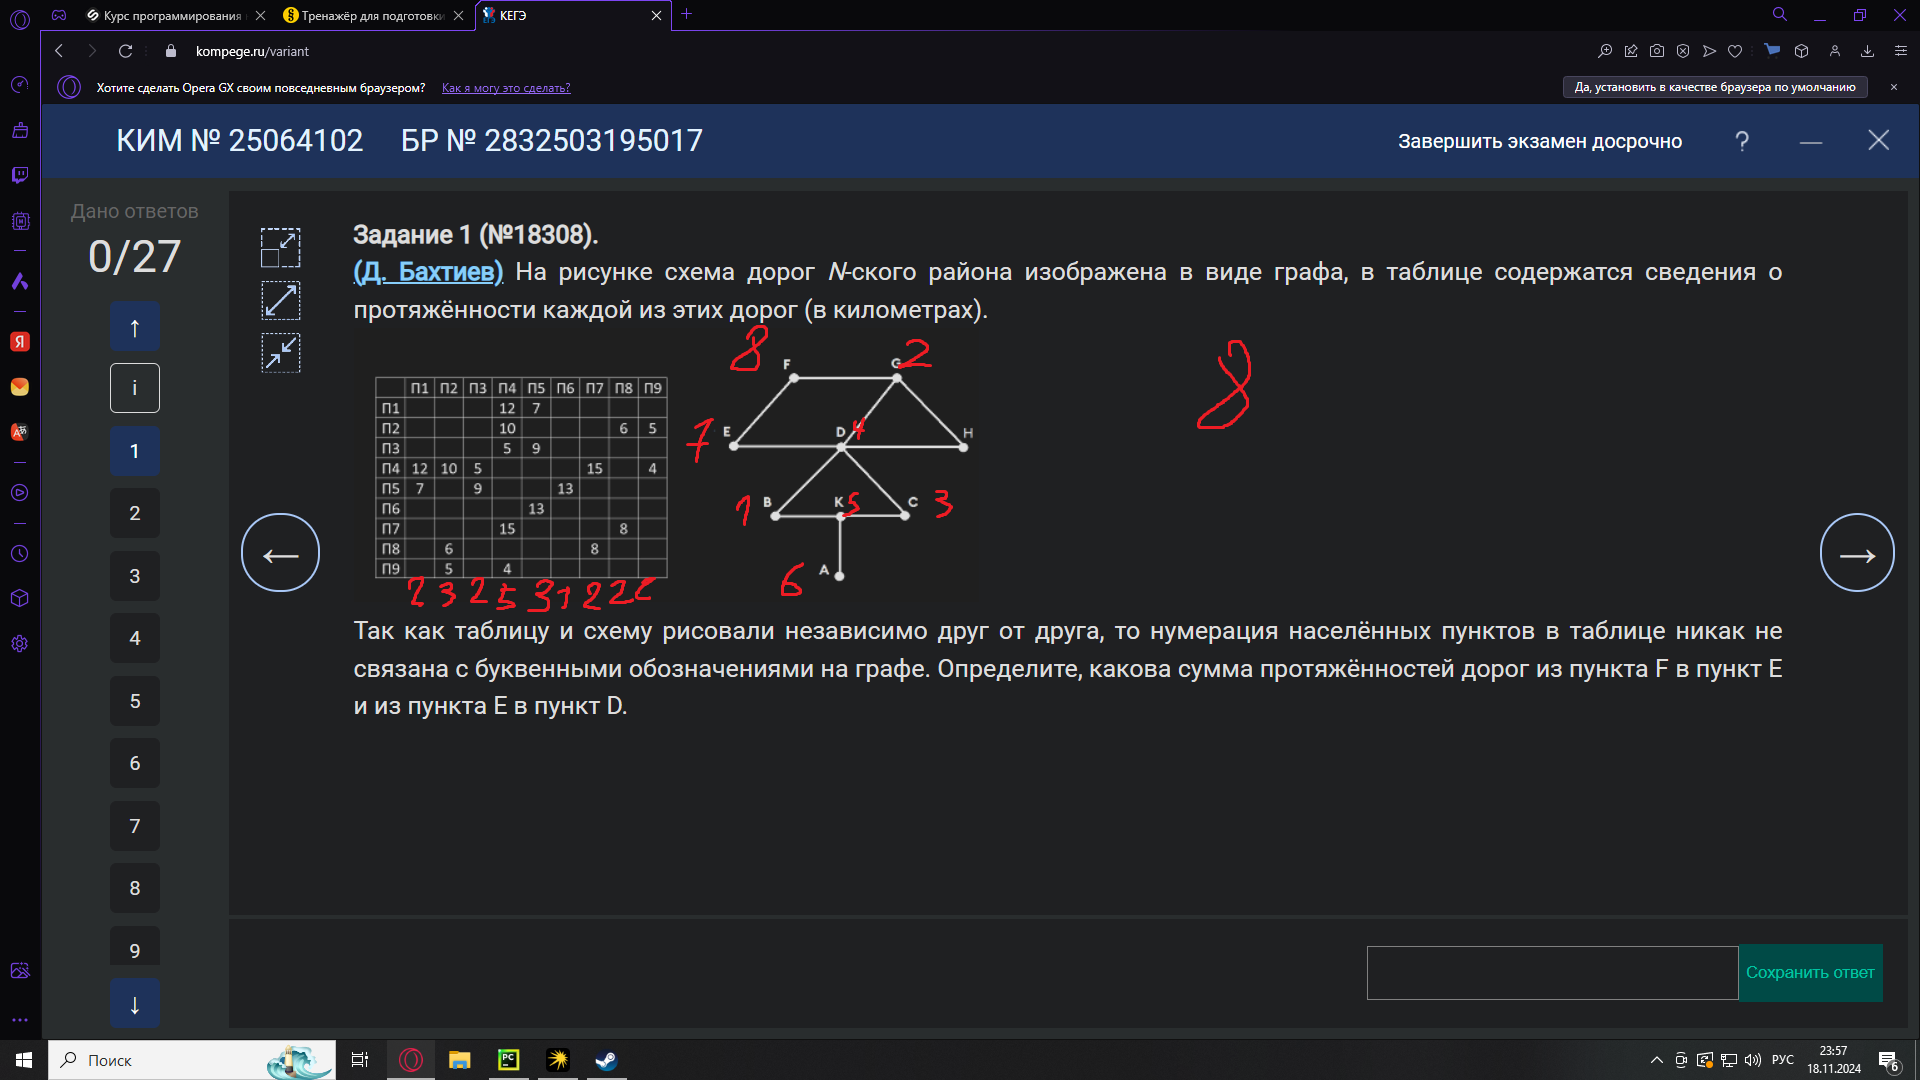 Курс программирования
Тренажёр для подготовки
КЕГЭ
kompege.ru/variant
Хотите сделать Opera GX своим повседневным браузером? Как я могу это сделать?
Да, установить в качестве браузера по умолчанию
КИМ № 25064102 БР № 2832503195017
Завершить экзамен досрочно
?
Дано ответов
0/27
↑
i
1
2
3
4
5
6
7
8
9
↓
Задание 1 (№18308).
(Д. Бахтиев) На рисунке схема дорог N-ского района изображена в виде графа, в таблице содержатся сведения о
протяжённости каждой из этих дорог (в километрах).
П1 П2 П3 П4 П5 П6 П7 П8 П9
П1 12 7
П2 10 6 5
П3 5 9
П4 12 10 5 15 4
П5 7 9 13
П6 13
П7 15 8
П8 6 8
П9 5 4
2 3 2 5 3 1 2 2 2
8 F G 2
7 E D 4 H
1 B K 5 C 3
6 A
8
Так как таблицу и схему рисовали независимо друг от друга, то нумерация населённых пунктов в таблице никак не
связана с буквенными обозначениями на графе. Определите, какова сумма протяжённостей дорог из пункта F в пункт E
и из пункта E в пункт D.
Сохранить ответ
Поиск
PC
РУС
23:57
18.11.2024
6